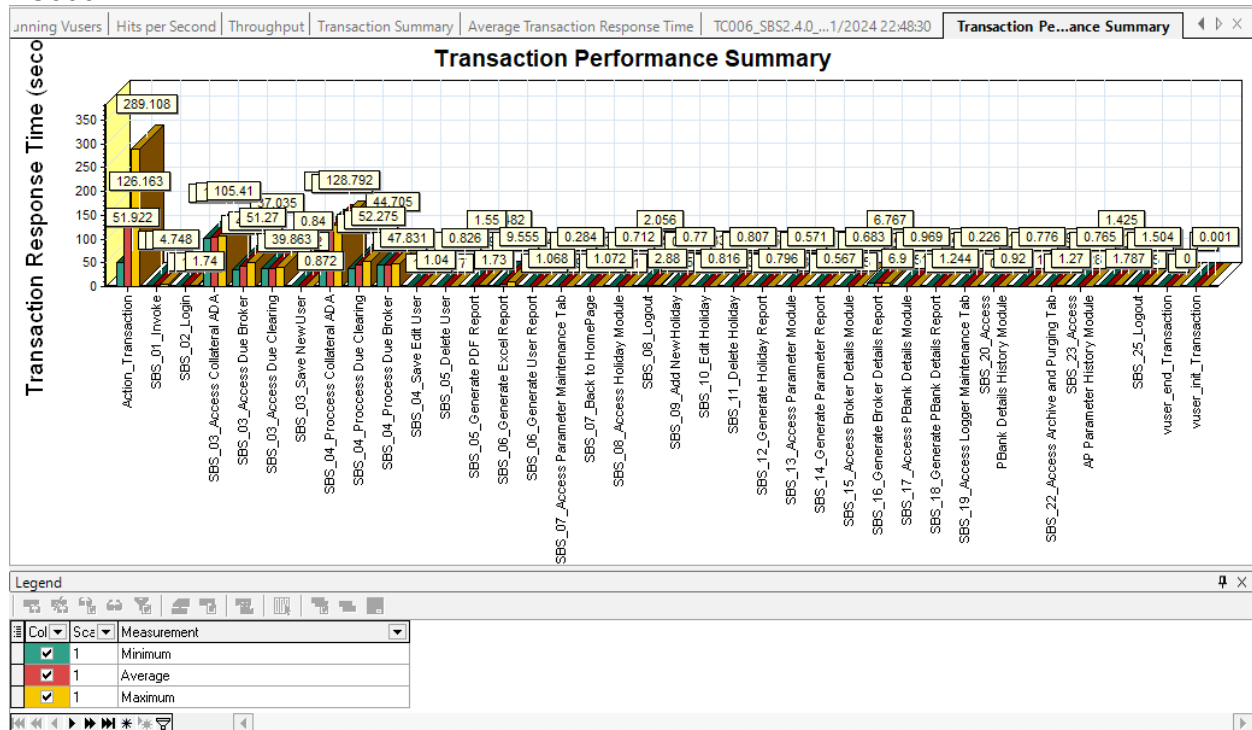 unning Vusers Hits per Second Throughput Transaction Summary Average Transaction Response Time TC006_SBS2.4.0_...1/2024 22:48:30 Transaction Pe...ance Summary
Transaction Performance Summary
Transaction Response Time (seco
350
300
250
200
150
100
50
0
289.108
126.163
51.922
4.748
1.74
105.41
51.27
37.035
39.863
0.84
0.872
128.792
52.275
44.705
47.831
1.04
0.826
1.55
1.73
9.555
1.068
0.284
1.072
0.712
2.056
2.88
0.77
0.816
0.807
0.796
0.571
0.567
0.683
6.767
6.9
0.969
1.244
0.226
0.92
0.776
1.27
0.765
1.425
1.787
1.504
0
0.001
Action_Transaction
SBS_01_Invoke
SBS_02_Login
SBS_03_Access Collateral ADA
SBS_03_Access Due Broker
SBS_03_Access Due Clearing
SBS_03_Save NewUser
SBS_04_Proccess Collateral ADA
SBS_04_Proccess Due Clearing
SBS_04_Process Due Broker
SBS_04_Save Edit User
SBS_05_Delete User
SBS_05_Generate PDF Report
SBS_06_Generate Excel Report
SBS_06_Generate User Report
SBS_07_Access Parameter Maintenance Tab
SBS_07_Back to HomePage
SBS_08_Access Holiday Module
SBS_08_Logout
SBS_09_Add NewHoliday
SBS_10_Edit Holiday
SBS_11_Delete Holiday
SBS_12_Generate Holiday Report
SBS_13_Access Parameter Module
SBS_14_Generate Parameter Report
SBS_15_Access Broker Details Module
SBS_16_Generate Broker Details Report
SBS_17_Access PBank Details Module
SBS_18_Generate PBank Details Report
SBS_19_Access Logger Maintenance Tab
SBS_20_Access
PBank Details History Module
SBS_22_Access Archive and Purging Tab
SBS_23_Access
AP Parameter History Module
SBS_25_Logout
vuser_end_Transaction
vuser_init_Transaction
Legend
Col Sca Measurement
1 Minimum
1 Average
1 Maximum